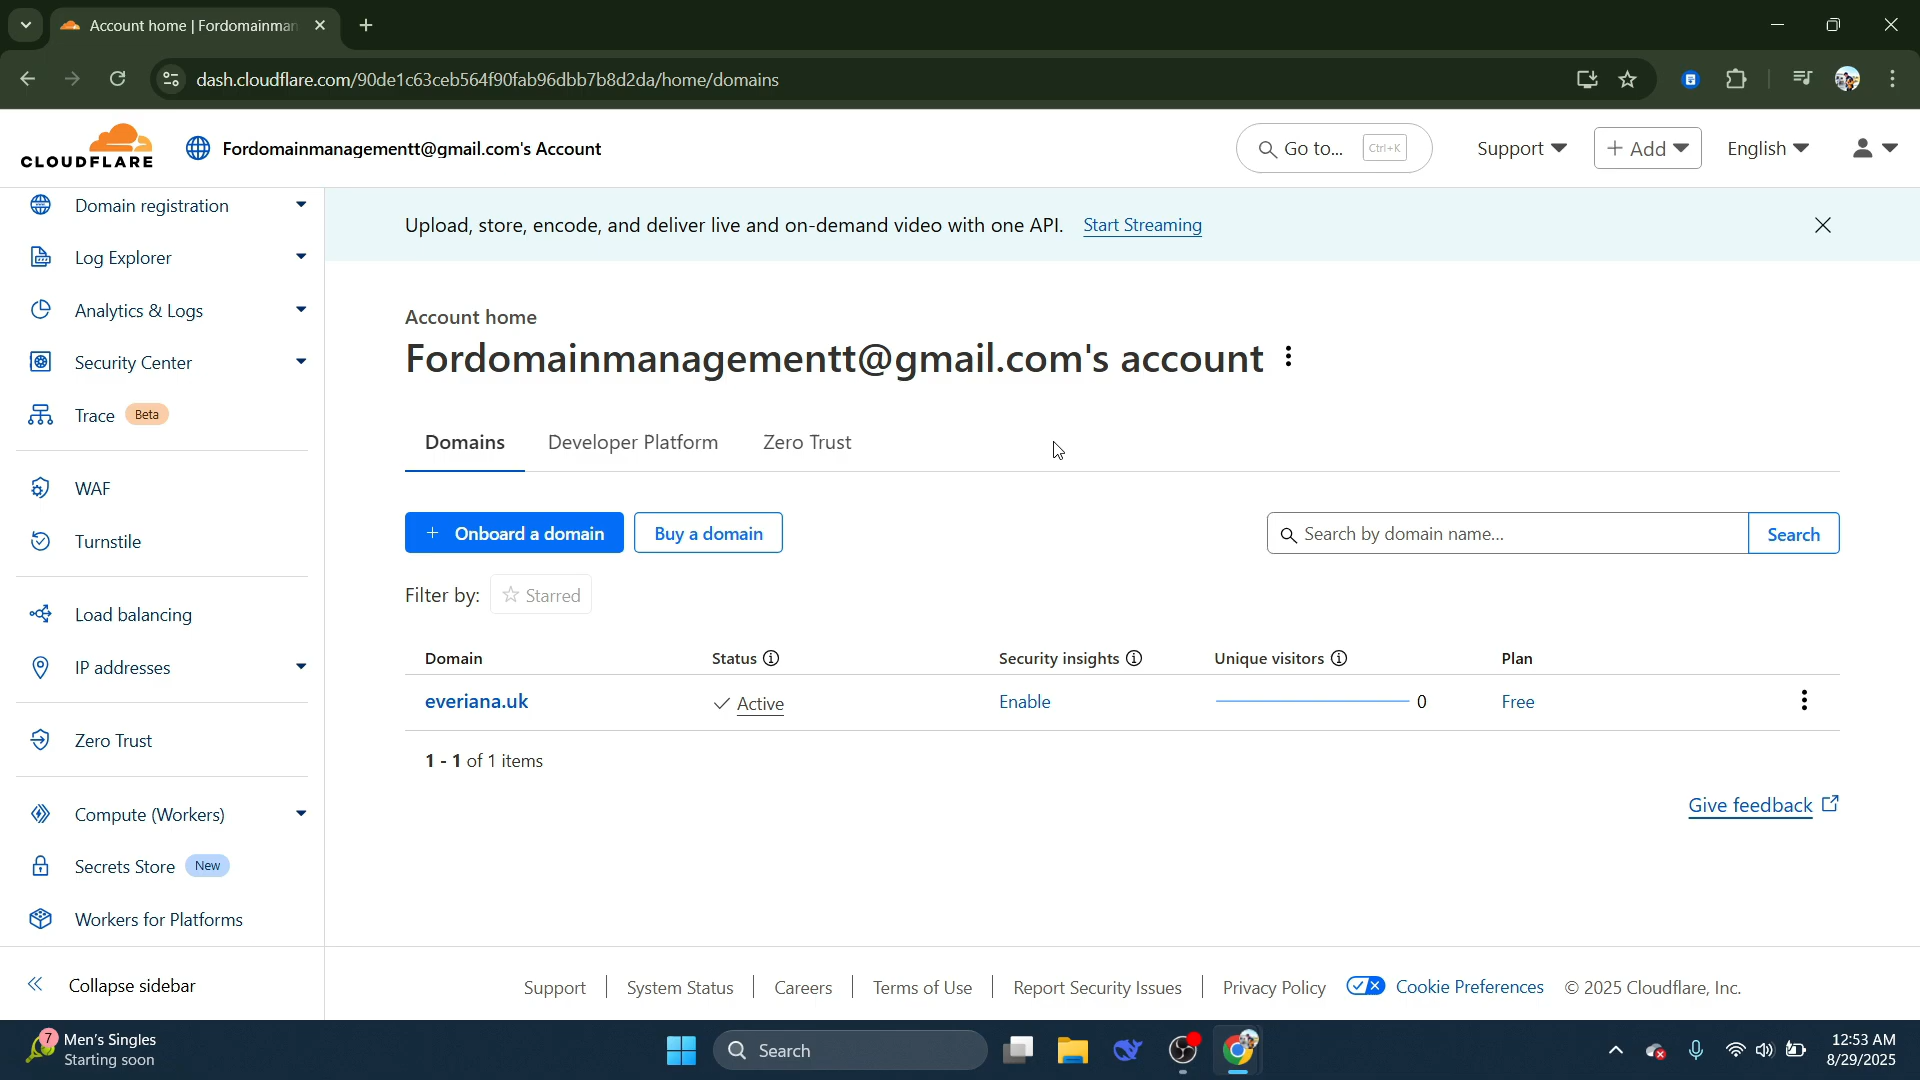 Account home | Fordomainman
dash.cloudflare.com/90de1c63ceb564f90fab96dbb7b8d2da/home/domains
CLOUDFLARE
Fordomainmanagementt@gmail.com's Account
Go to... Ctrl+K
Support
+ Add
English
Domain registration
Log Explorer
Analytics & Logs
Security Center
Trace Beta
WAF
Turnstile
Load balancing
IP addresses
Zero Trust
Compute (Workers)
Secrets Store New
Workers for Platforms
Collapse sidebar
Upload, store, encode, and deliver live and on-demand video with one API. Start Streaming
Account home
Fordomainmanagementt@gmail.com's account
Domains Developer Platform Zero Trust
+ Onboard a domain Buy a domain
Search by domain name... Search
Filter by: Starred
Domain Status Security insights Unique visitors Plan
everiana.uk Active Enable 0 Free
1 - 1 of 1 items
Give feedback
Support System Status Careers Terms of Use Report Security Issues Privacy Policy Cookie Preferences © 2025 Cloudflare, Inc.
7
Men's Singles
Starting soon
Search
12:53 AM
8/29/2025